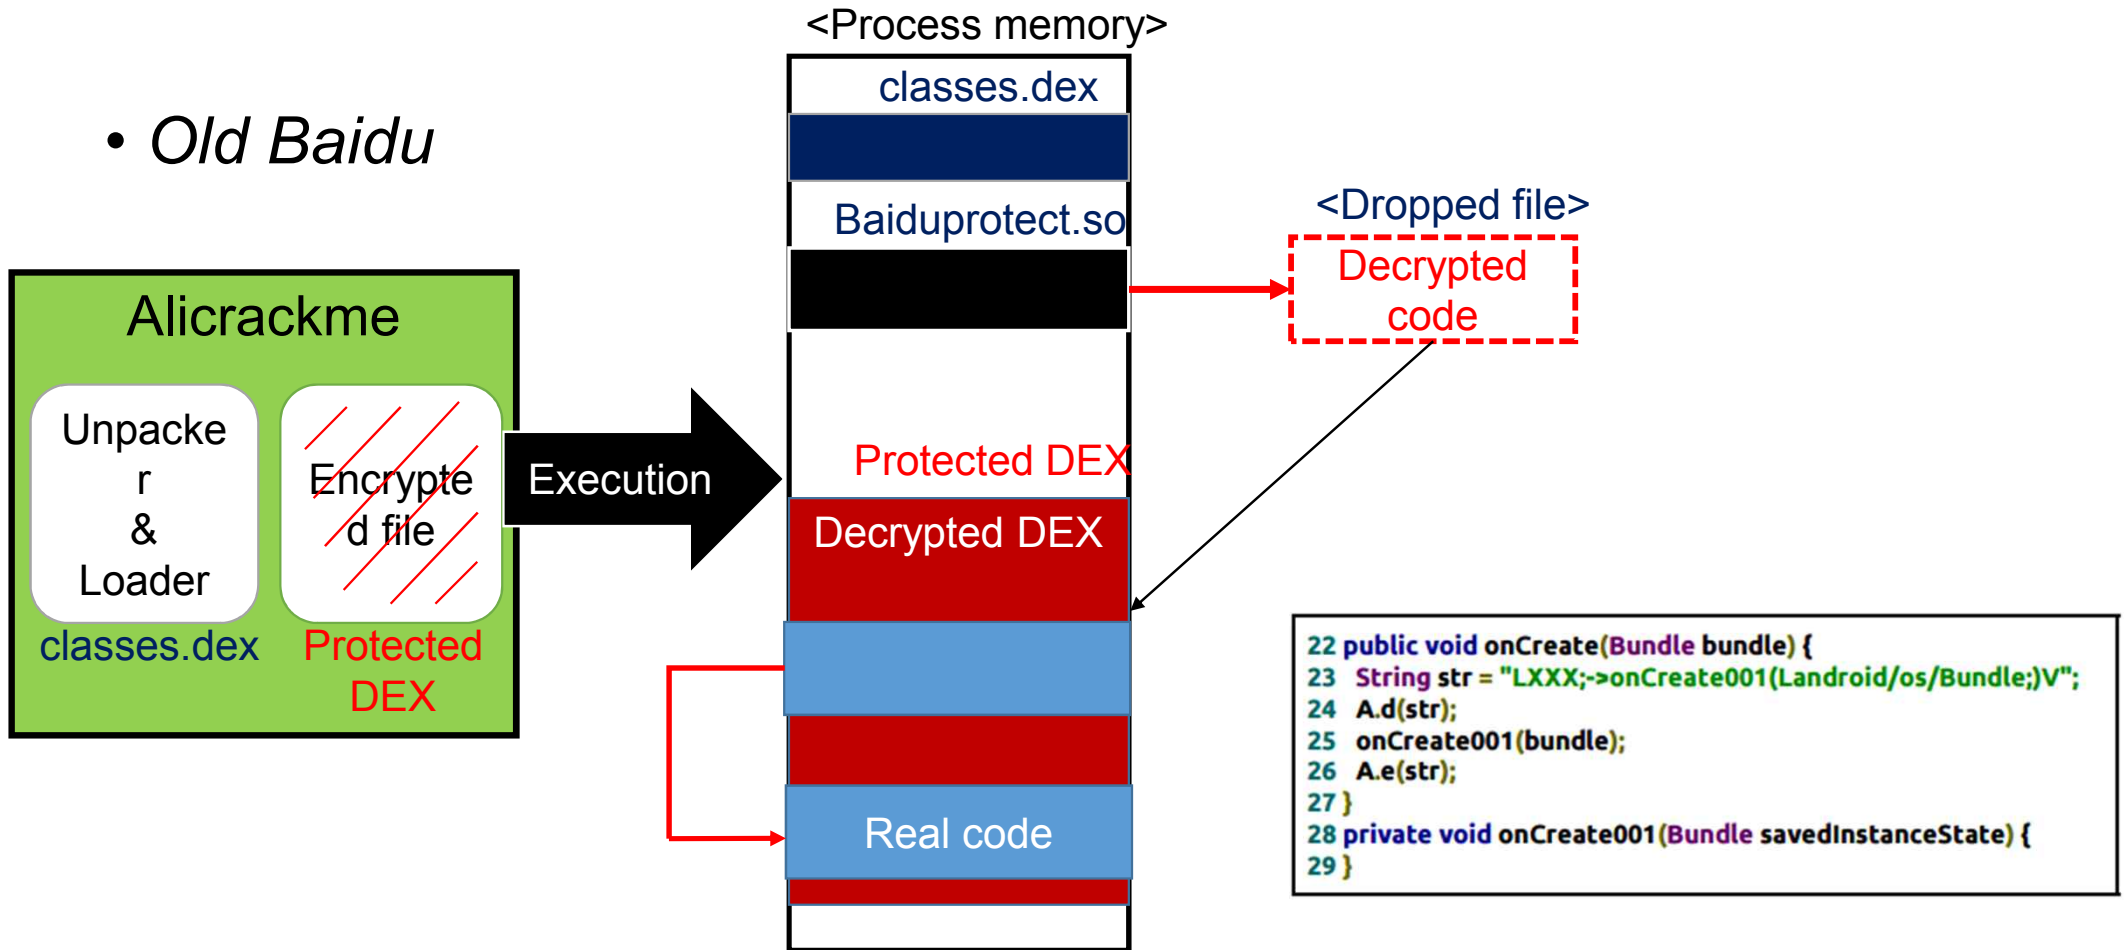 • Old Baidu
Alicrackme
Unpacke
r
&
Loader
classes.dex
Encrypte
d file
Protected
DEX
Execution
<Process memory>
classes.dex
Baiduprotect.so
Protected DEX
Decrypted DEX
Real code
<Dropped file>
Decrypted
code
22 public void onCreate(Bundle bundle) {
23 String str = "LXXX;->onCreate001(Landroid/os/Bundle;)V";
24 A.d(str);
25 onCreate001(bundle);
26 A.e(str);
27 }
28 private void onCreate001(Bundle savedInstanceState) {
29 }